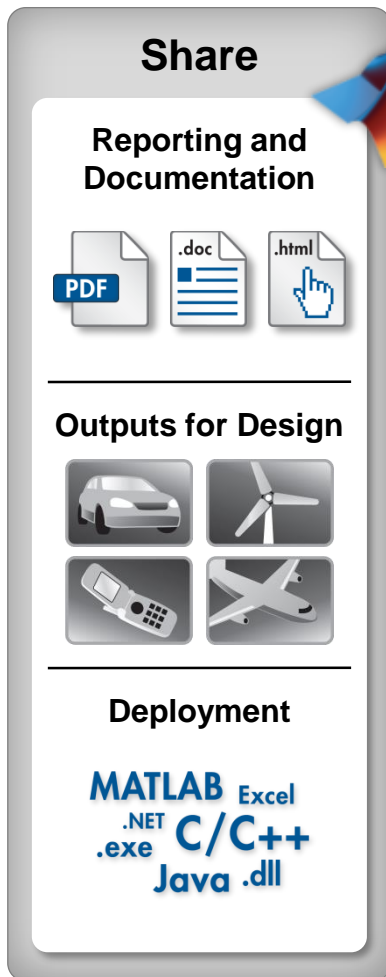 Share
Reporting and
Documentation
PDF
.doc
.html
Outputs for Design
Deployment
MATLAB Excel
.NET C/C++
.exe
Java .dll